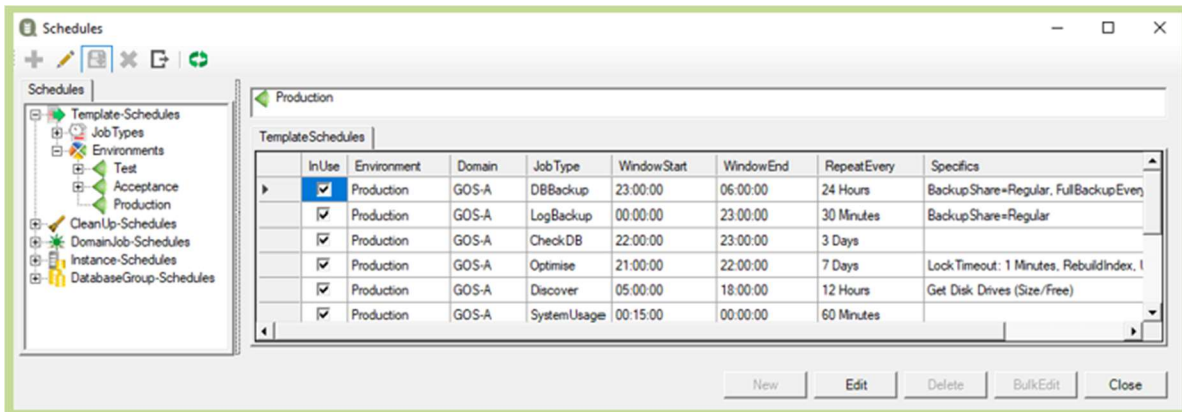 Schedules
Schedules
Template-Schedules
JobTypes
Environments
Test
Acceptance
Production
CleanUp-Schedules
DomainJob-Schedules
Instance-Schedules
DatabaseGroup-Schedules
Production
TemplateSchedules
InUse Environment Domain JobType WindowStart WindowEnd RepeatEvery Specifics
Production GOS-A DBBackup 23:00:00 06:00:00 24 Hours BackupShare=Regular, FullBackupEvery
Production GOS-A LogBackup 00:00:00 23:00:00 30 Minutes BackupShare=Regular
Production GOS-A CheckDB 22:00:00 23:00:00 3 Days
Production GOS-A Optimise 21:00:00 22:00:00 7 Days LockTimeout: 1 Minutes, RebuildIndex,
Production GOS-A Discover 05:00:00 18:00:00 12 Hours Get Disk Drives (Size/Free)
Production GOS-A SystemUsage 00:15:00 00:00:00 60 Minutes
New Edit Delete BulkEdit Close